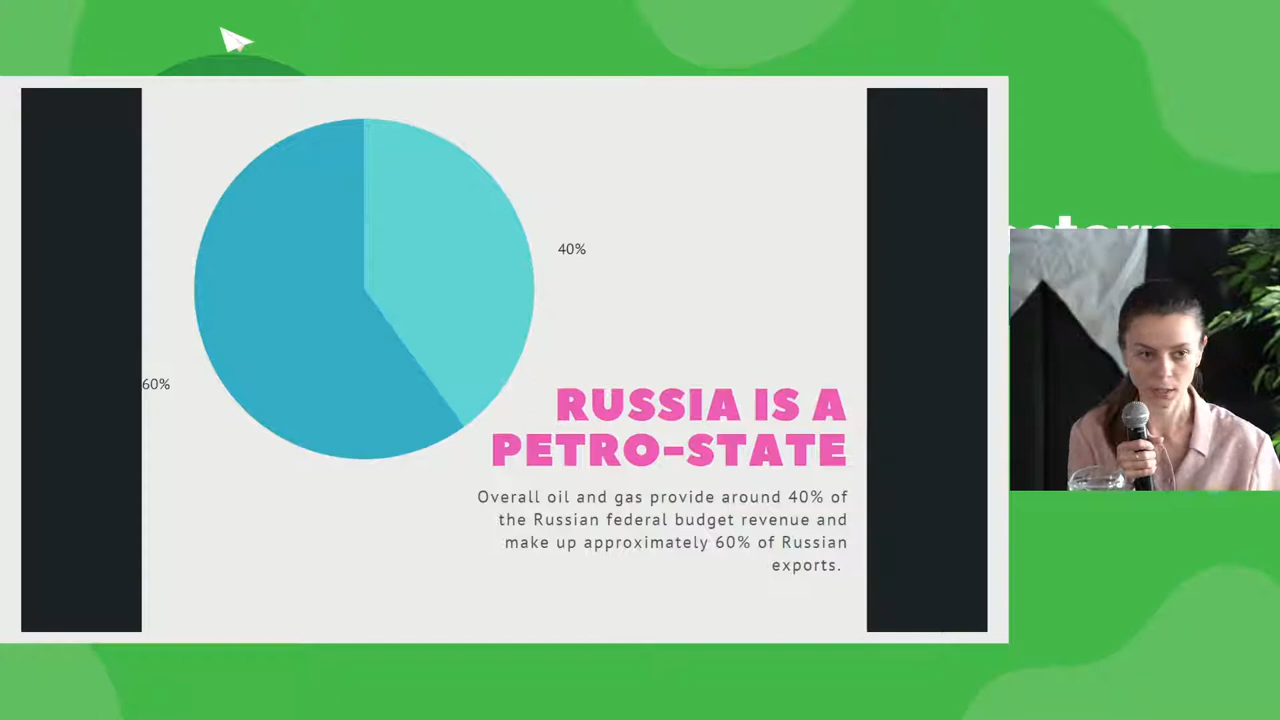 40%
60%
RUSSIA IS A
PETRO-STATE
Overall oil and gas provide around 40% of
the Russian federal budget revenue and
make up approximately 60% of Russian
exports.